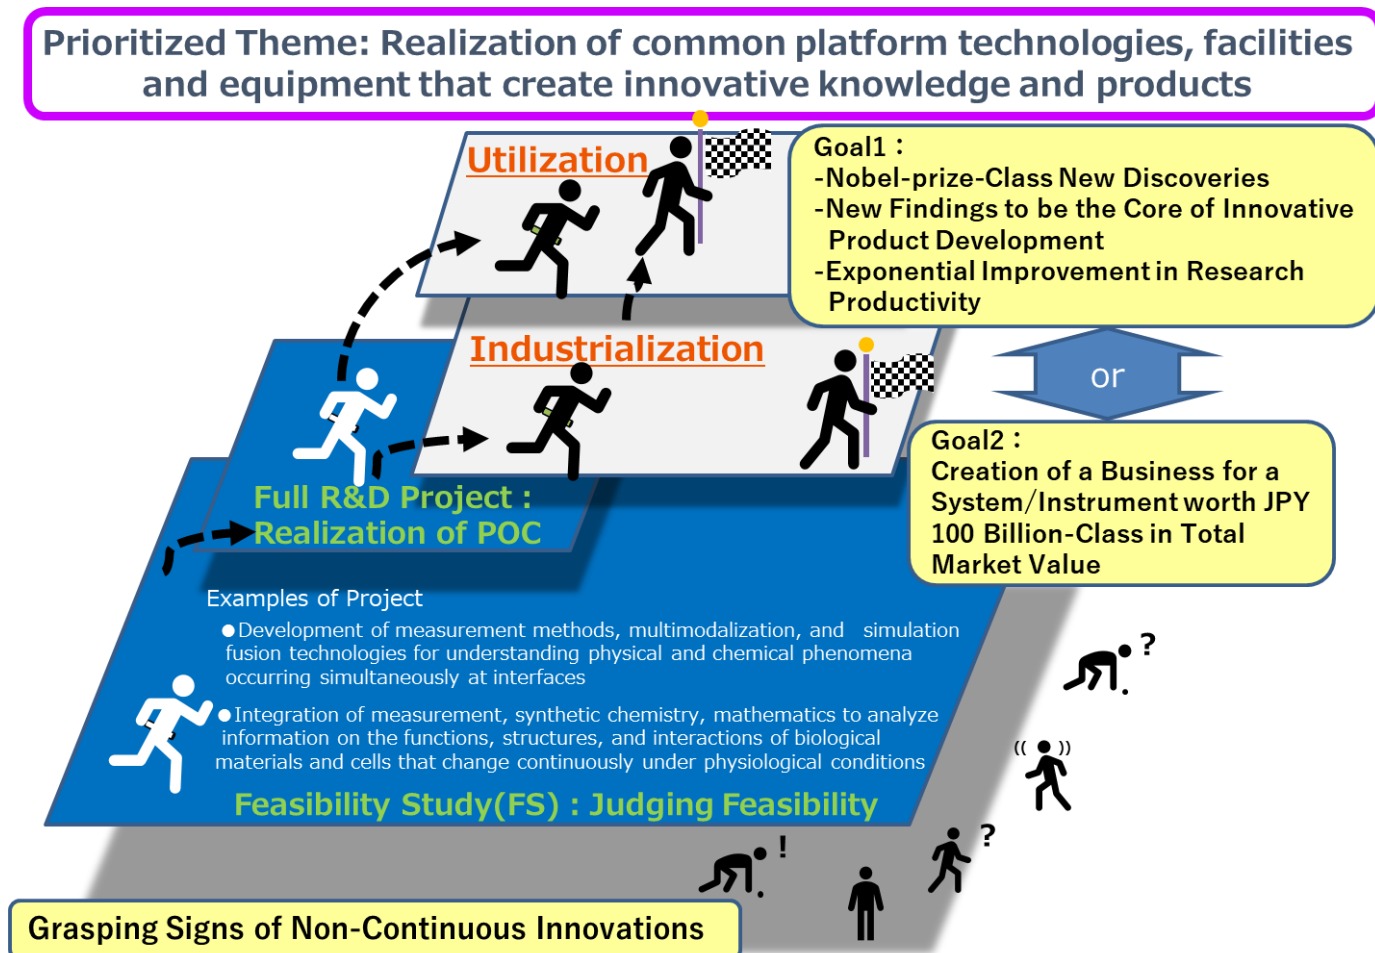 Prioritized Theme: Realization of common platform technologies, facilities
and equipment that create innovative knowledge and products
Utilization
Goal1：
-Nobel-prize-Class New Discoveries
-New Findings to be the Core of Innovative
Product Development
-Exponential Improvement in Research
Productivity
Industrialization
or
Goal2：
Creation of a Business for a
System/Instrument worth JPY
100 Billion-Class in Total
Market Value
Full R&D Project :
Realization of POC
Examples of Project
●Development of measurement methods, multimodalization, and simulation
fusion technologies for understanding physical and chemical phenomena
occurring simultaneously at interfaces
●Integration of measurement, synthetic chemistry, mathematics to analyze
information on the functions, structures, and interactions of biological
materials and cells that change continuously under physiological conditions
Feasibility Study(FS) : Judging Feasibility
?
(( ))
?
!
Grasping Signs of Non-Continuous Innovations